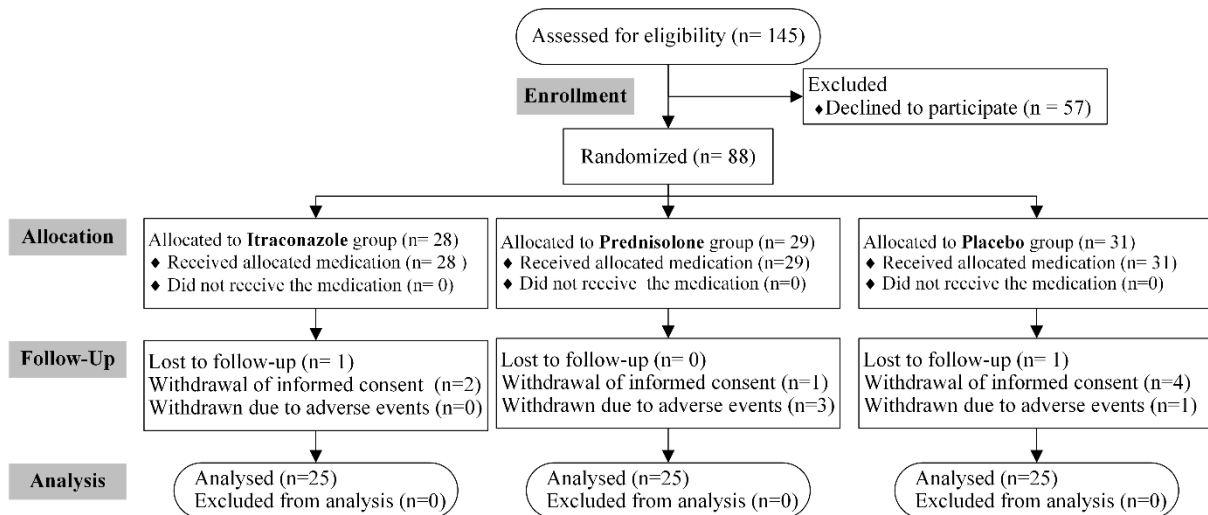 Assessed for eligibility (n= 145)
Enrollment
Excluded
♦Declined to participate (n = 57)
Randomized (n= 88)
Allocation
Allocated to Itraconazole group (n= 28)
♦ Received allocated medication (n= 28 )
♦ Did not receive the medication (n= 0)
Allocated to Prednisolone group (n= 29)
♦ Received allocated medication (n=29)
♦ Did not receive the medication (n=0)
Allocated to Placebo group (n= 31)
♦ Received allocated medication (n= 31)
♦ Did not receive the medication (n=0)
Follow-Up
Lost to follow-up (n= 1)
Withdrawal of informed consent (n=2)
Withdrawn due to adverse events (n=0)
Lost to follow-up (n= 0)
Withdrawal of informed consent (n=1)
Withdrawn due to adverse events (n=3)
Lost to follow-up (n= 1)
Withdrawal of informed consent (n=4)
Withdrawn due to adverse events (n=1)
Analysis
Analysed (n=25)
Excluded from analysis (n=0)
Analysed (n=25)
Excluded from analysis (n=0)
Analysed (n=25)
Excluded from analysis (n=0)